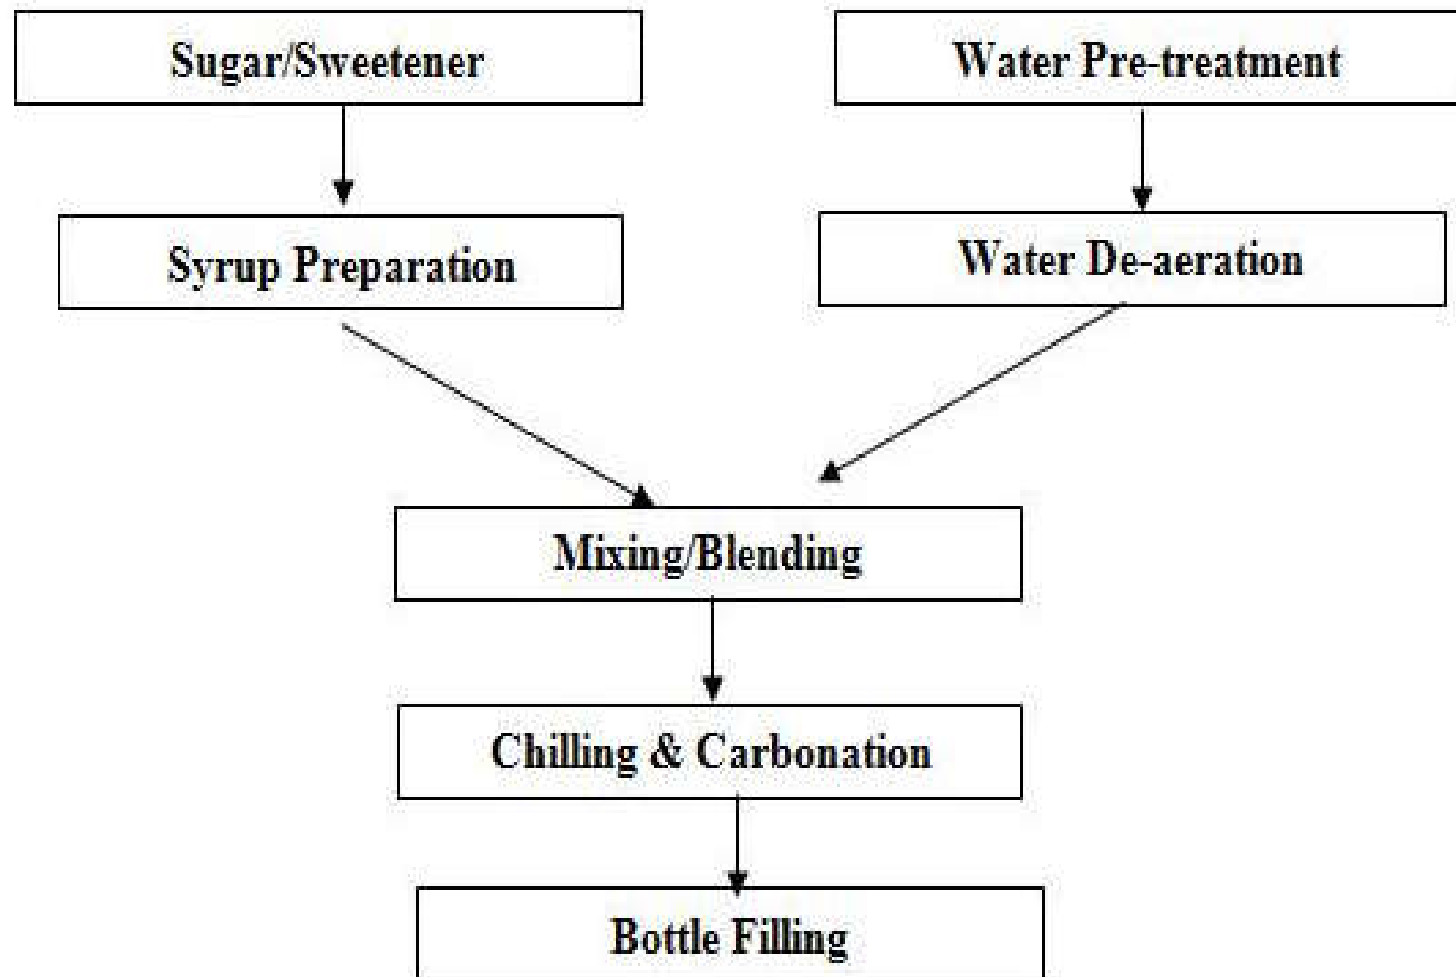 Sugar/Sweetener
Water Pre-treatment
Syrup Preparation
Water De-aeration
Mixing/Blending
Chilling & Carbonation
Bottle Filling